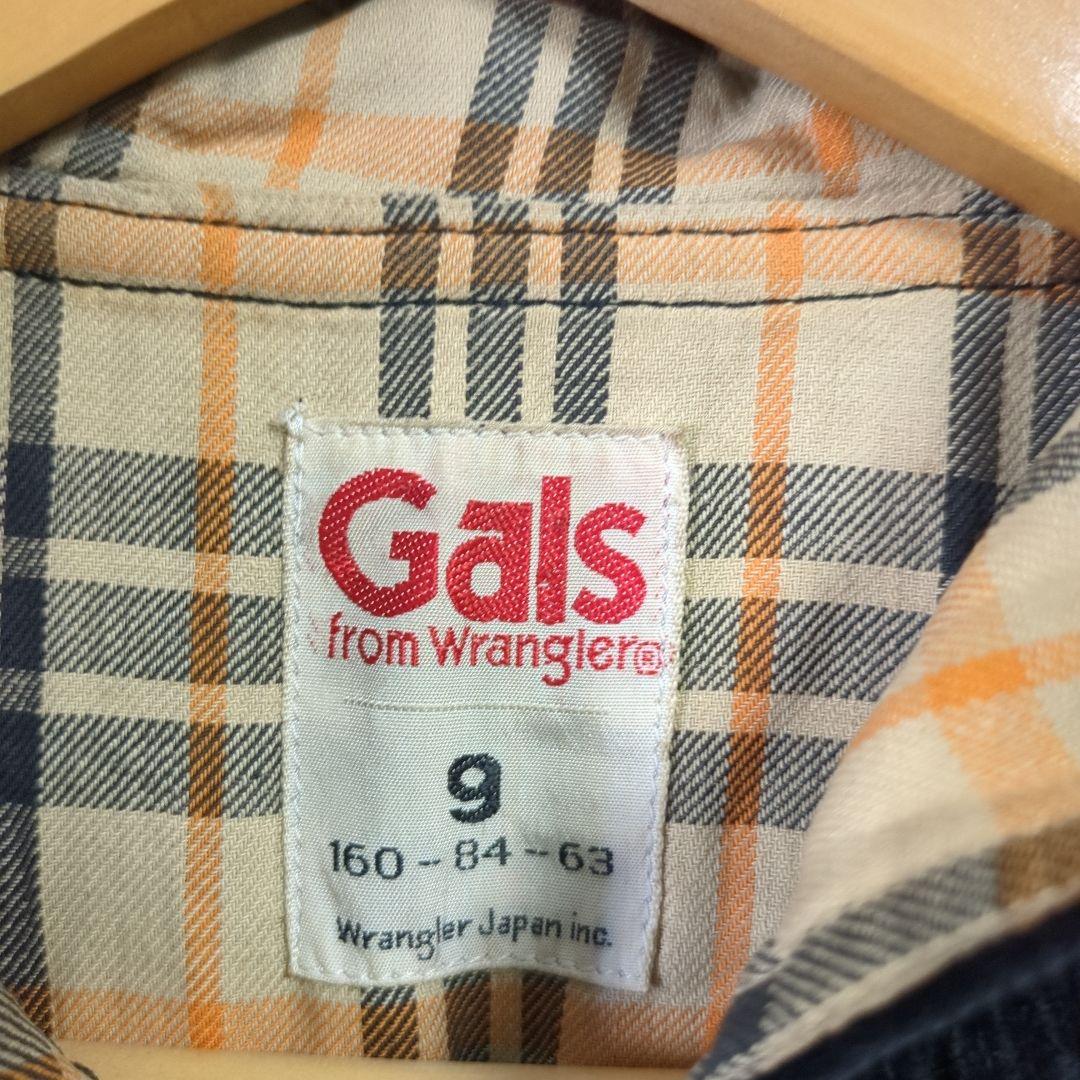 Gals
from Wrangler®
9
160-84-63
Wrangler Japan inc.